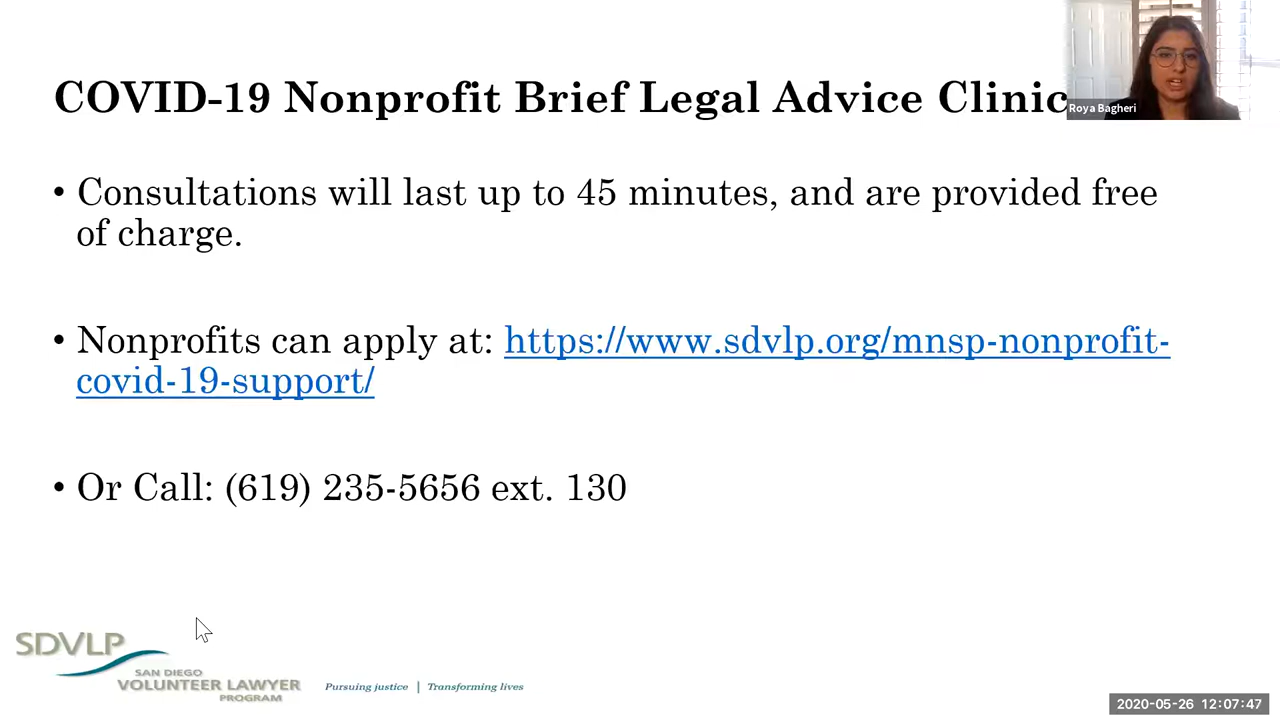 COVID-19 Nonprofit Brief Legal Advice Clinic
Roya Bagheri
• Consultations will last up to 45 minutes, and are provided free
of charge.
• Nonprofits can apply at: https://www.sdvlp.org/mnsp-nonprofit-
covid-19-support/
• Or Call: (619) 235-5656 ext. 130
SDVLP
SAN DIEGO
VOLUNTEER LAWYER
PROGRAM
Pursuing justice | Transforming lives
2020-05-26 12:07:47